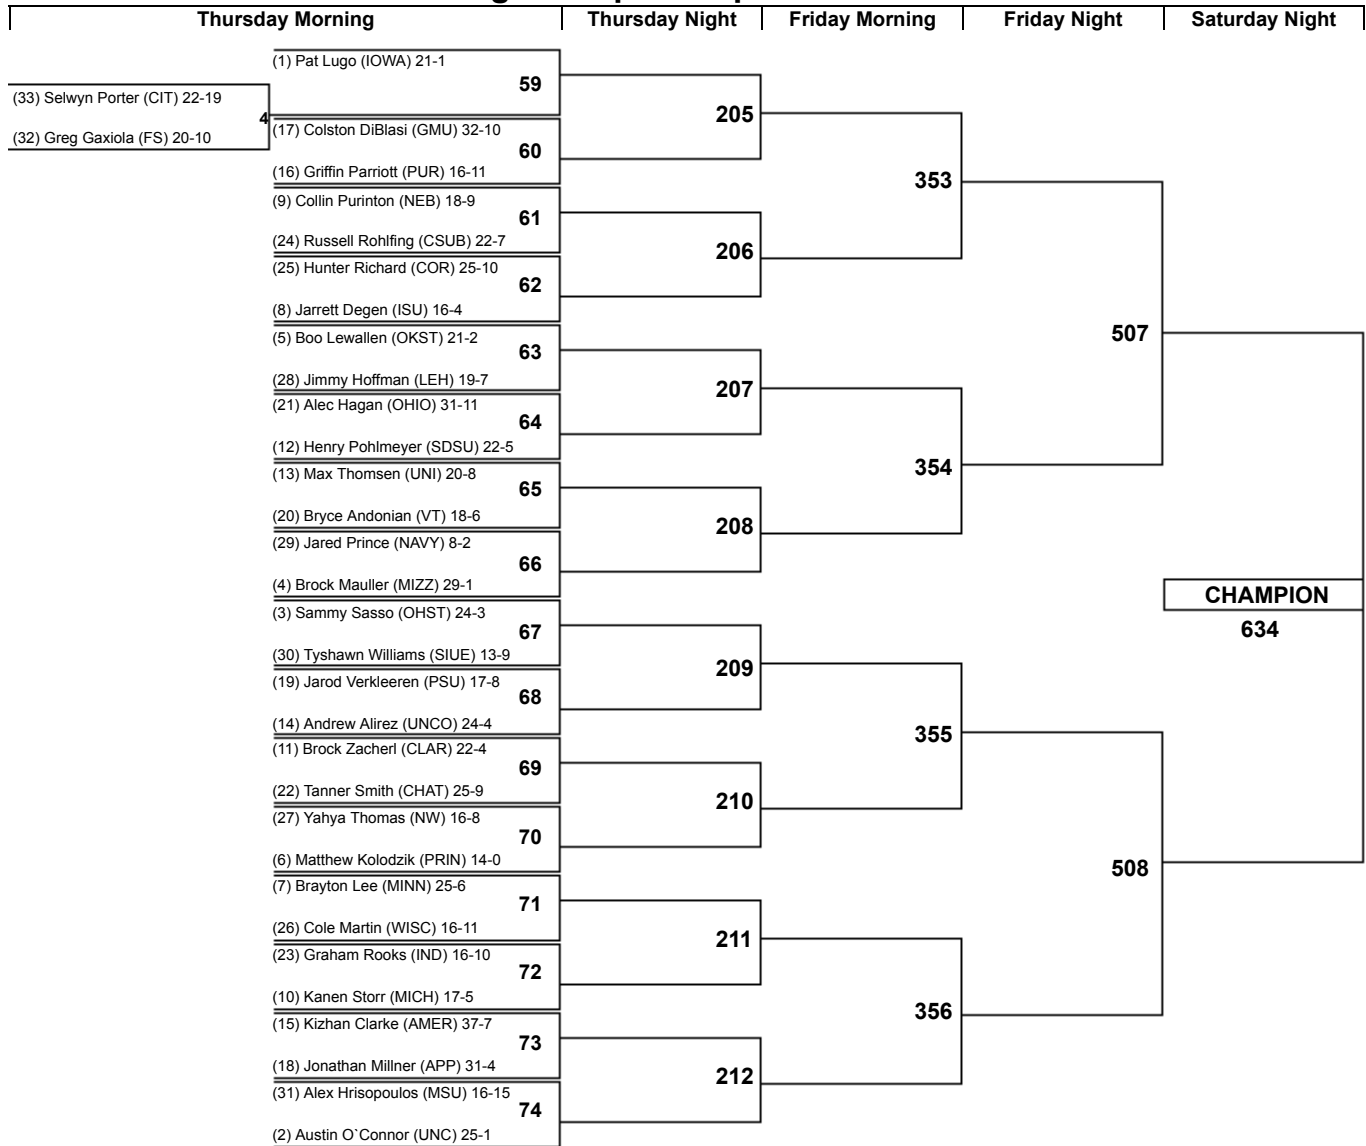 Thursday Morning
Thursday Night
Friday Morning
Friday Night
Saturday Night
(33) Selwyn Porter (CIT) 22-19
4
(32) Greg Gaxiola (FS) 20-10
(1) Pat Lugo (IOWA) 21-1
59
(17) Colston DiBlasi (GMU) 32-10
60
(16) Griffin Parriott (PUR) 16-11
(9) Collin Purinton (NEB) 18-9
61
(24) Russell Rohlfing (CSUB) 22-7
(25) Hunter Richard (COR) 25-10
62
(8) Jarrett Degen (ISU) 16-4
(5) Boo Lewallen (OKST) 21-2
63
(28) Jimmy Hoffman (LEH) 19-7
(21) Alec Hagan (OHIO) 31-11
64
(12) Henry Pohlmeyer (SDSU) 22-5
(13) Max Thomsen (UNI) 20-8
65
(20) Bryce Andonian (VT) 18-6
(29) Jared Prince (NAVY) 8-2
66
(4) Brock Mauller (MIZZ) 29-1
(3) Sammy Sasso (OHST) 24-3
67
(30) Tyshawn Williams (SIUE) 13-9
(19) Jarod Verkleeren (PSU) 17-8
68
(14) Andrew Alirez (UNCO) 24-4
(11) Brock Zacherl (CLAR) 22-4
69
(22) Tanner Smith (CHAT) 25-9
(27) Yahya Thomas (NW) 16-8
70
(6) Matthew Kolodzik (PRIN) 14-0
(7) Brayton Lee (MINN) 25-6
71
(26) Cole Martin (WISC) 16-11
(23) Graham Rooks (IND) 16-10
72
(10) Kanen Storr (MICH) 17-5
(15) Kizhan Clarke (AMER) 37-7
73
(18) Jonathan Millner (APP) 31-4
(31) Alex Hrisopoulos (MSU) 16-15
74
(2) Austin O`Connor (UNC) 25-1
205
206
207
208
209
210
211
212
353
354
355
356
507
508
CHAMPION
634